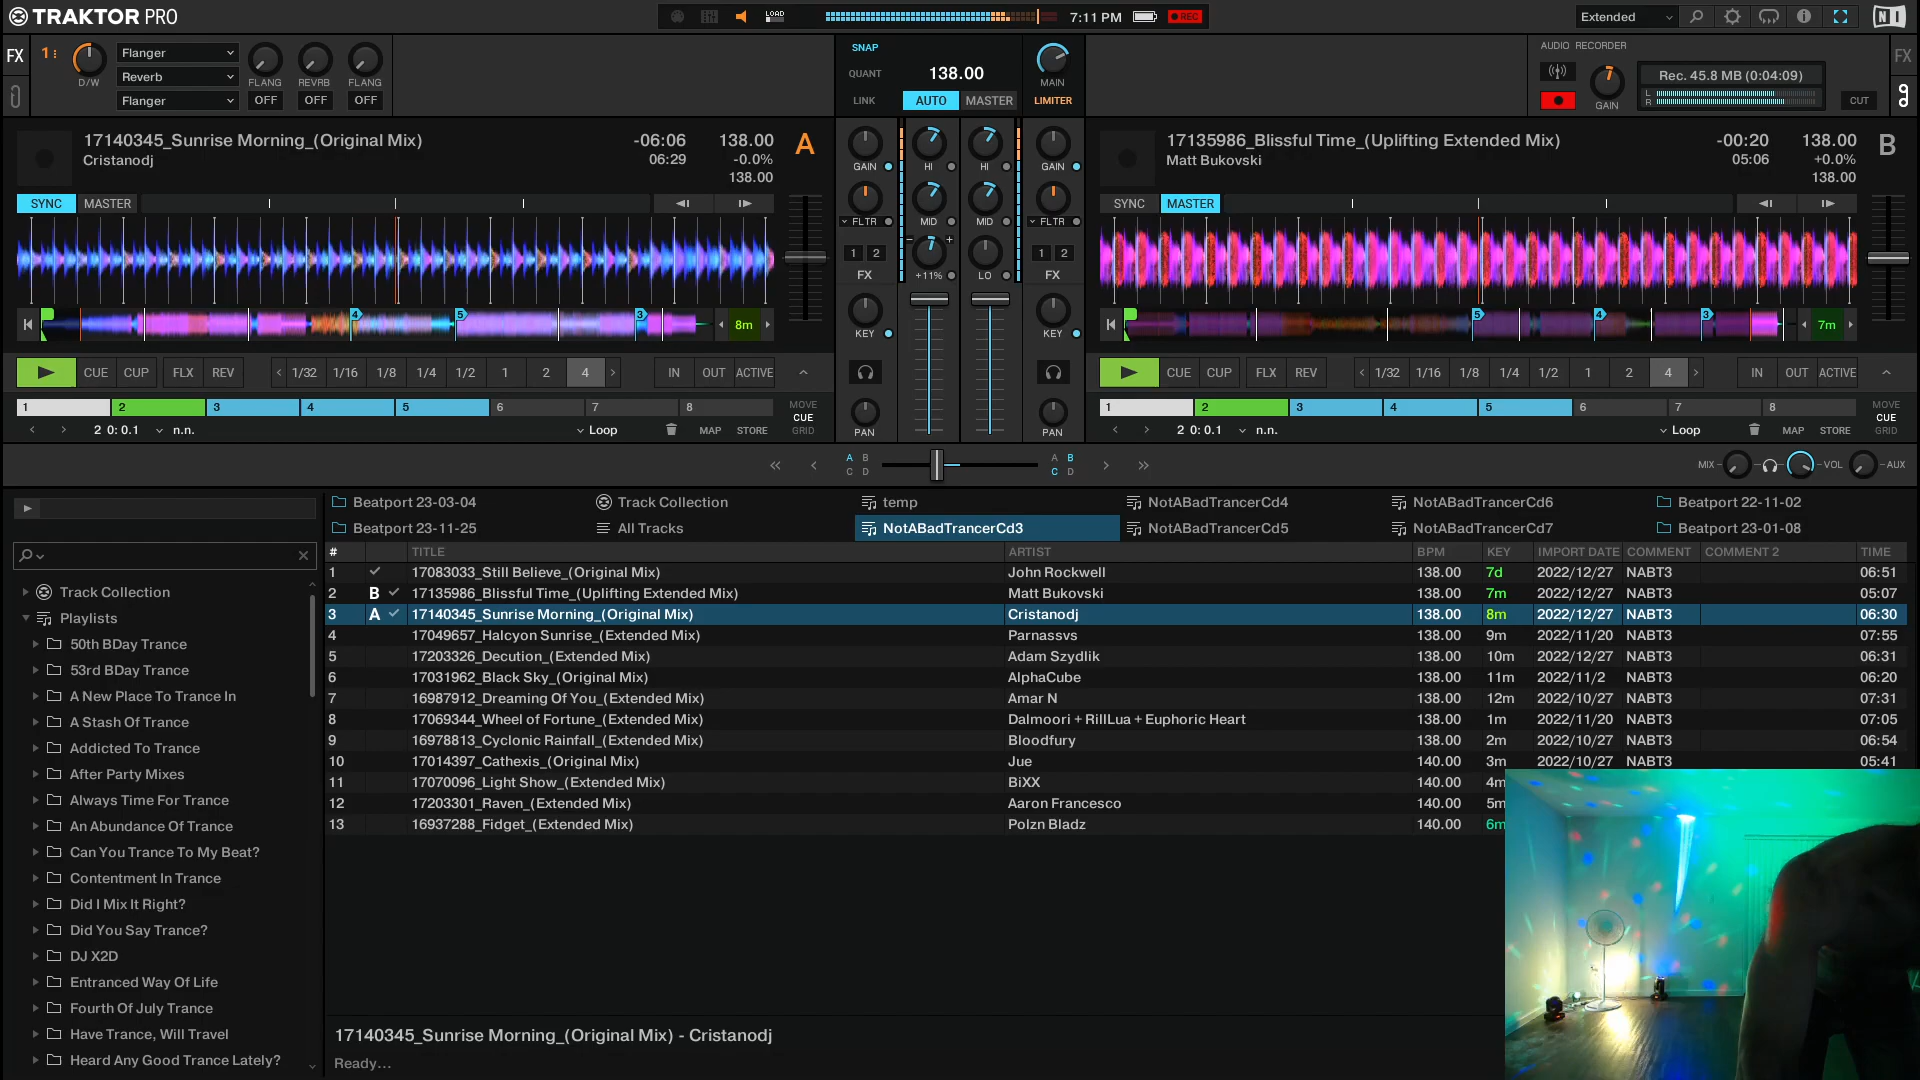 TRAKTOR PRO
LOAD
7:11 PM
REC
Extended
FX
1
D/W
Flanger
Reverb
Flanger
FLANG
REVRB
FLANG
OFF
OFF
OFF
SNAP
QUANT
LINK
138.00
AUTO
MASTER
MAIN
LIMITER
AUDIO RECORDER
GAIN
Rec. 45.8 MB (0:04:09)
L
R
CUT
FX
17140345_Sunrise Morning_(Original Mix)
Cristanodj
-06:06
06:29
138.00
-0.0%
138.00
A
SYNC
MASTER
4
5
3
8m
CUE
CUP
FLX
REV
1/32
1/16
1/8
1/4
1/2
1
2
4
IN
OUT
ACTIVE
1
2
3
4
5
6
7
8
MOVE
CUE
GRID
2 0: 0.1
n.n.
Loop
MAP
STORE
GAIN
HI
HI
GAIN
FLTR
MID
MID
FLTR
1
2
FX
+11%
LO
1
2
FX
KEY
KEY
PAN
PAN
17135986_Blissful Time_(Uplifting Extended Mix)
Matt Bukovski
-00:20
05:06
138.00
+0.0%
138.00
B
SYNC
MASTER
5
4
3
7m
CUE
CUP
FLX
REV
1/32
1/16
1/8
1/4
1/2
1
2
4
IN
OUT
ACTIVE
1
2
3
4
5
6
7
8
MOVE
CUE
GRID
2 0: 0.1
n.n.
Loop
MAP
STORE
A B
C D
A B
C D
MIX
VOL
AUX
Beatport 23-03-04
Track Collection
temp
NotABadTrancerCd4
NotABadTrancerCd6
Beatport 22-11-02
Beatport 23-11-25
All Tracks
NotABadTrancerCd3
NotABadTrancerCd5
NotABadTrancerCd7
Beatport 23-01-08
Track Collection
Playlists
50th BDay Trance
53rd BDay Trance
A New Place To Trance In
A Stash Of Trance
Addicted To Trance
After Party Mixes
Always Time For Trance
An Abundance Of Trance
Can You Trance To My Beat?
Contentment In Trance
Did I Mix It Right?
Did You Say Trance?
DJ X2D
Entranced Way Of Life
Fourth Of July Trance
Have Trance, Will Travel
Heard Any Good Trance Lately?
# TITLE ARTIST BPM KEY IMPORT DATE COMMENT COMMENT 2 TIME
1 17083033_Still Believe_(Original Mix) John Rockwell 138.00 7d 2022/12/27 NABT3 06:51
2 B 17135986_Blissful Time_(Uplifting Extended Mix) Matt Bukovski 138.00 7m 2022/12/27 NABT3 05:07
3 A 17140345_Sunrise Morning_(Original Mix) Cristanodj 138.00 8m 2022/12/27 NABT3 06:30
4 17049657_Halcyon Sunrise_(Extended Mix) Parnassvs 138.00 9m 2022/11/20 NABT3 07:55
5 17203326_Decution_(Extended Mix) Adam Szydlik 138.00 10m 2022/12/27 NABT3 06:31
6 17031962_Black Sky_(Original Mix) AlphaCube 138.00 11m 2022/11/2 NABT3 06:20
7 16987912_Dreaming Of You_(Extended Mix) Amar N 138.00 12m 2022/10/27 NABT3 07:31
8 17069344_Wheel of Fortune_(Extended Mix) Dalmoori + RillLua + Euphoric Heart 138.00 1m 2022/11/20 NABT3 07:05
9 16978813_Cyclonic Rainfall_(Extended Mix) Bloodfury 138.00 2m 2022/10/27 NABT3 06:54
10 17014397_Cathexis_(Original Mix) Jue 140.00 3m 2022/10/27 NABT3 05:41
11 17070096_Light Show_(Extended Mix) BiXX 140.00 4m
12 17203301_Raven_(Extended Mix) Aaron Francesco 140.00 5m
13 16937288_Fidget_(Extended Mix) Polzn Bladz 140.00 6m
17140345_Sunrise Morning_(Original Mix) - Cristanodj
Ready...